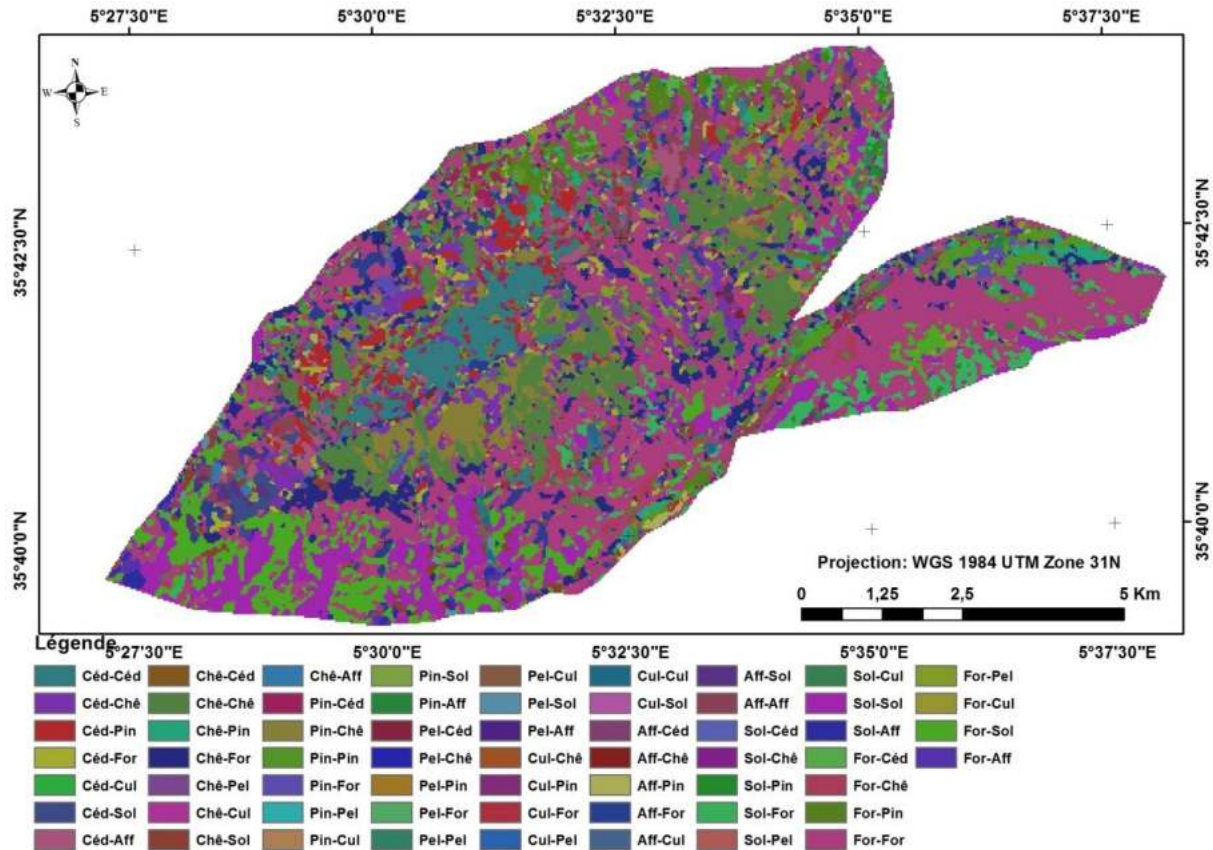 5°27'30"E 5°30'0"E 5°32'30"E 5°35'0"E 5°37'30"E
N
W E
S
35°42'30"N 35°42'30"N
35°40'0"N 35°40'0"N
Projection: WGS 1984 UTM Zone 31N
0 1,25 2,5 5 Km
Légende
5°27'30"E 5°30'0"E 5°32'30"E 5°35'0"E 5°37'30"E
Céd-Céd Chê-Céd Chê-Aff Pin-Sol Pel-Cul Cul-Cul Aff-Sol Sol-Cul For-Pel
Céd-Chê Chê-Chê Pin-Céd Pin-Aff Pel-Sol Cul-Sol Aff-Aff Sol-Sol For-Cul
Céd-Pin Chê-Pin Pin-Chê Pel-Céd Pel-Aff Aff-Céd Sol-Céd Sol-Aff For-Sol
Céd-For Chê-For Pin-Pin Pel-Chê Cul-Chê Aff-Chê Sol-Chê For-Céd For-Aff
Céd-Cul Chê-Pel Pin-For Pel-Pin Cul-Pin Aff-Pin Sol-Pin For-Chê
Céd-Sol Chê-Cul Pin-Pel Pel-For Cul-For Aff-For Sol-For For-Pin
Céd-Aff Chê-Sol Pin-Cul Pel-Pel Cul-Pel Aff-Cul Sol-Pel For-For